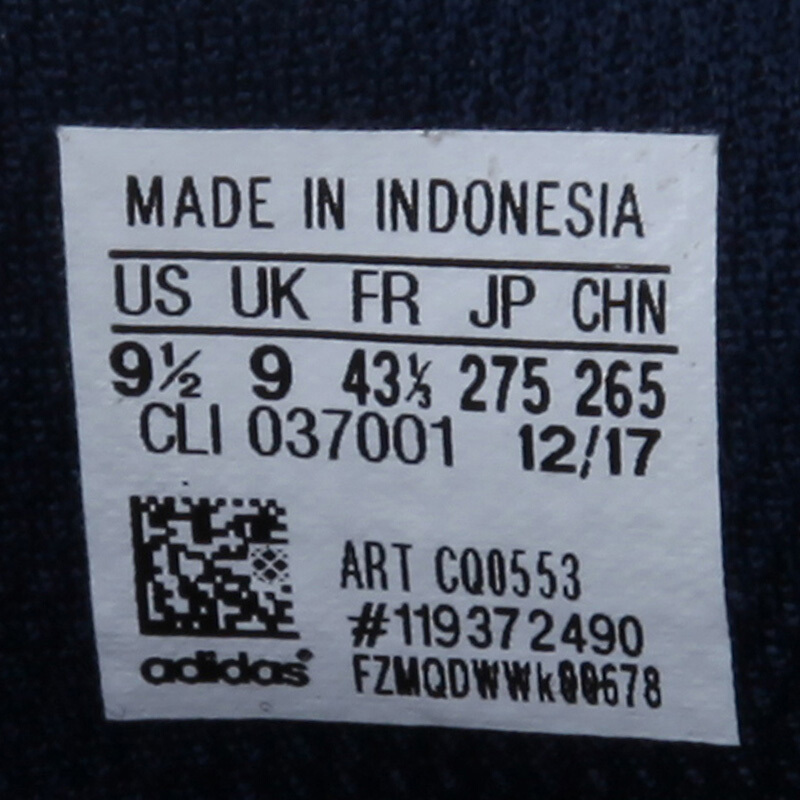 MADE IN INDONESIA
US UK FR JP CHN
9½ 9 43⅓ 275 265
CLI 037001 12/17
ART CQ0553
#119372490
adidas FZMQDWWk00678